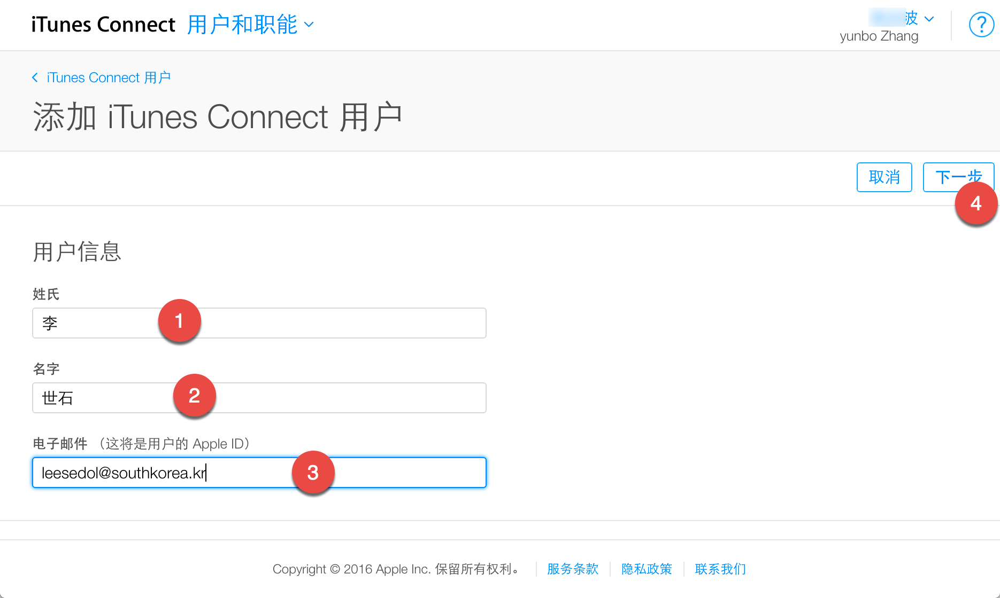 iTunes Connect 用户和职能
波
yunbo Zhang
?
iTunes Connect 用户
添加 iTunes Connect 用户
取消 下一步
4
用户信息
姓氏
李 1
名字
世石 2
电子邮件 （这将是用户的 Apple ID）
leesedol@southkorea.kr 3
Copyright © 2016 Apple Inc. 保留所有权利。 服务条款 隐私政策 联系我们